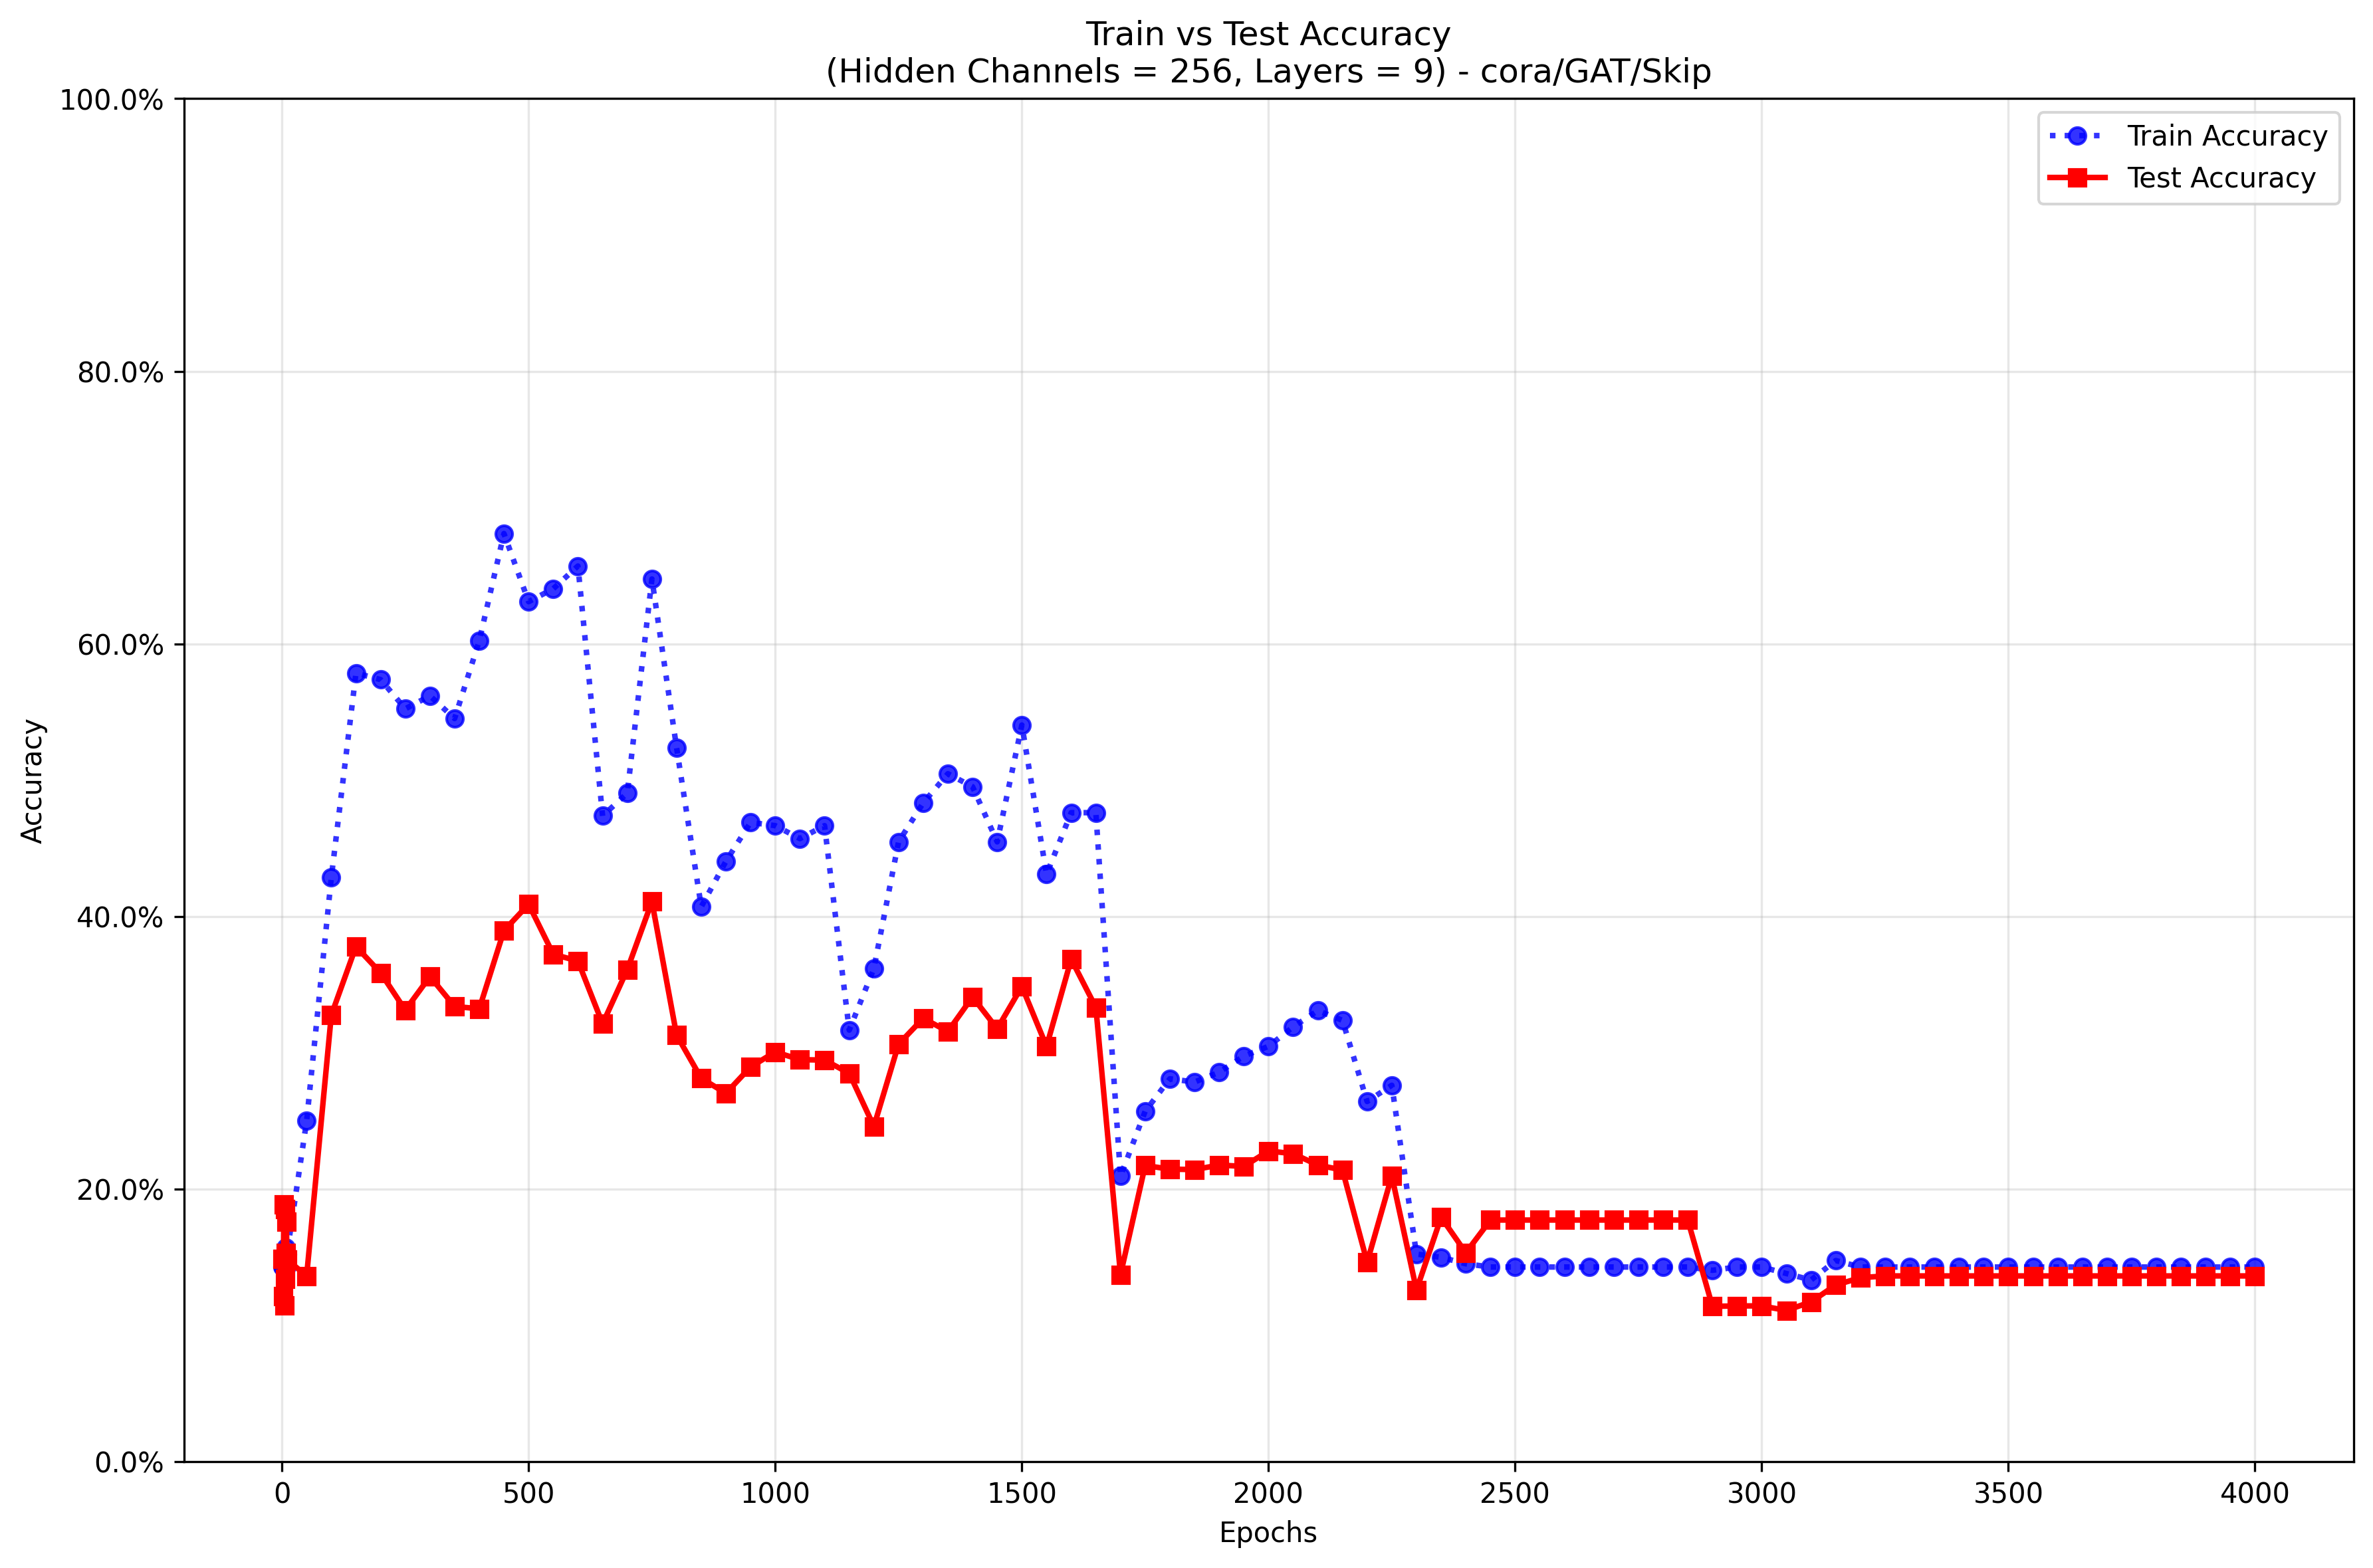 Train vs Test Accuracy
(Hidden Channels = 256, Layers = 9) - cora/GAT/Skip
100.0%
80.0%
60.0%
40.0%
20.0%
0.0%
Accuracy
Train Accuracy
Test Accuracy
0 500 1000 1500 2000 2500 3000 3500 4000
Epochs